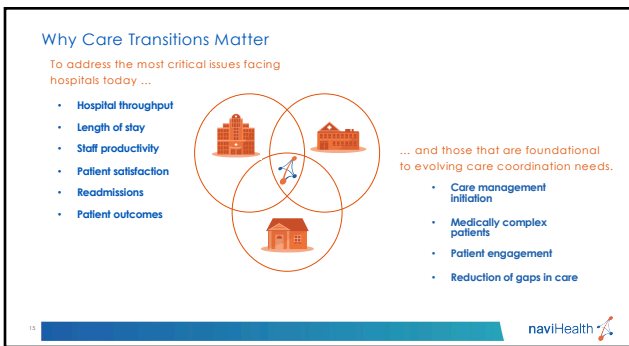 Why Care Transitions Matter
To address the most critical issues facing
hospitals today ...
• Hospital throughput
• Length of stay
• Staff productivity
• Patient satisfaction
• Readmissions
• Patient outcomes
... and those that are foundational
to evolving care coordination needs.
• Care management
initiation
• Medically complex
patients
• Patient engagement
• Reduction of gaps in care
15
naviHealth